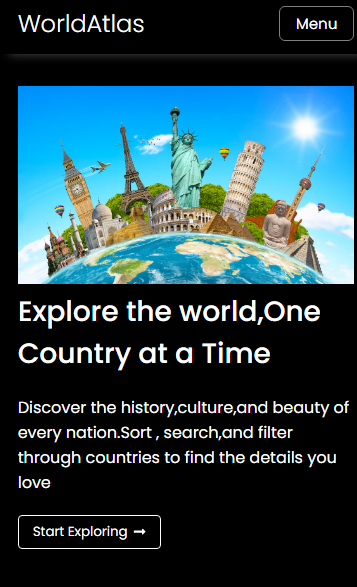 WorldAtlas
Menu
Explore the world,One
Country at a Time
Discover the history,culture,and beauty of
every nation.Sort , search,and filter
through countries to find the details you
love
Start Exploring ➞